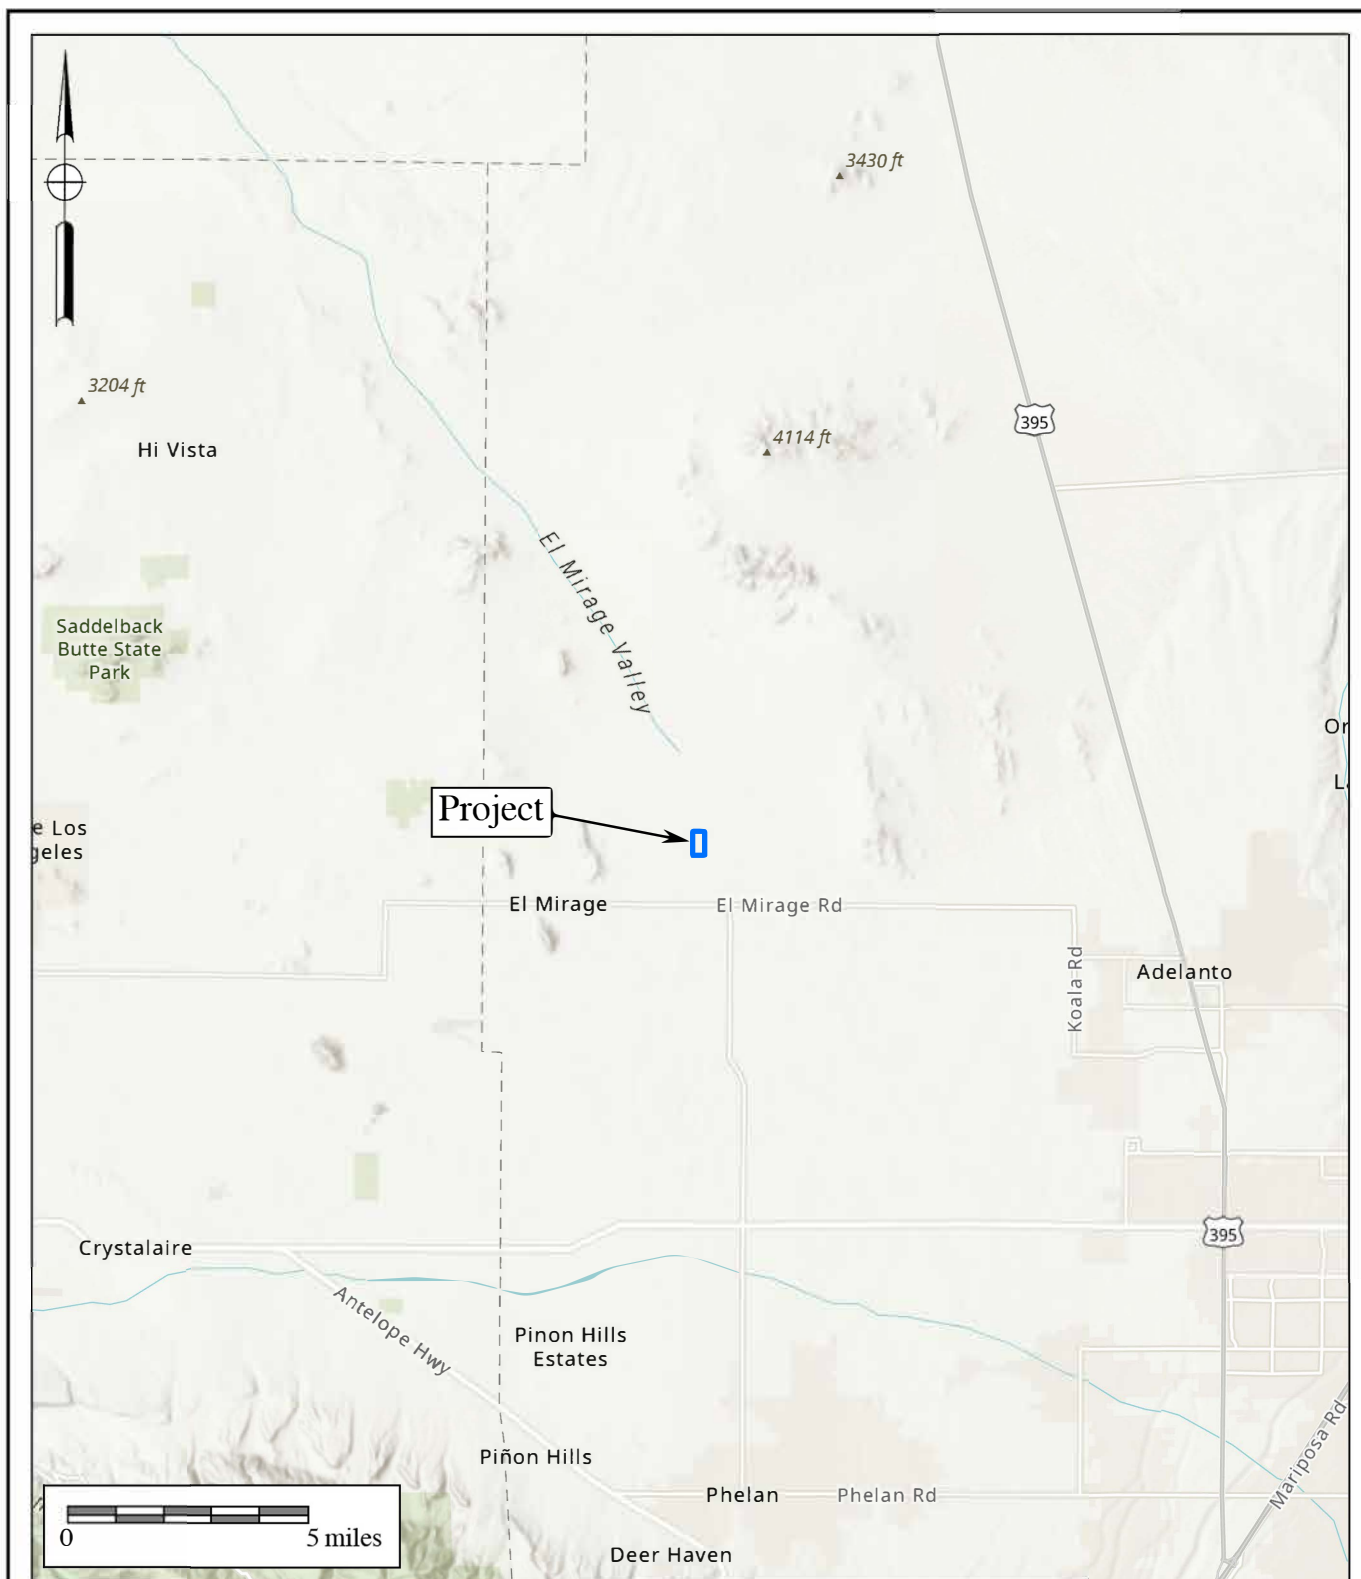 3430 ft
3204 ft
395
4114 ft
Hi Vista
El Mirage Valley
Saddelback
Butte State
Park
Or
La
Project
e Los
geles
El Mirage
El Mirage Rd
Koala Rd
Adelanto
395
Crystalaire
Antelope Hwy
Pinon Hills
Estates
Mariposa Rd
Piñon Hills
Phelan
Phelan Rd
0
5 miles
Deer Haven